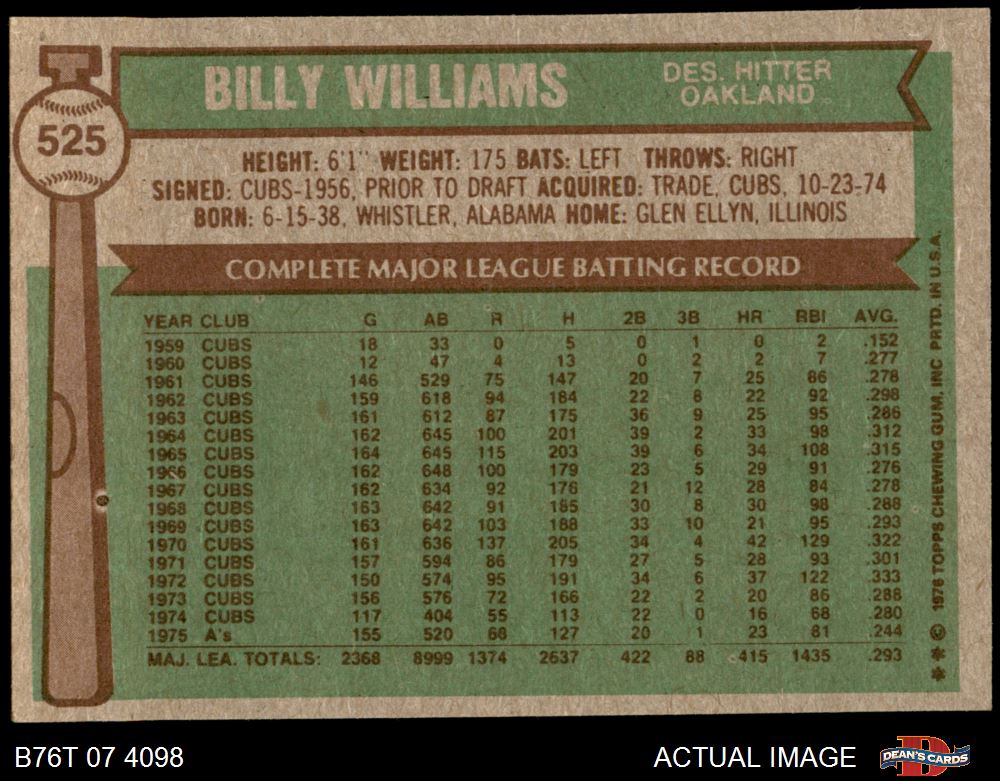 BILLY WILLIAMS
DES. HITTER
OAKLAND
525
HEIGHT: 6'1" WEIGHT: 175 BATS: LEFT THROWS: RIGHT
SIGNED: CUBS-1956, PRIOR TO DRAFT ACQUIRED: TRADE, CUBS, 10-23-74
BORN: 6-15-38, WHISTLER, ALABAMA HOME: GLEN ELLYN, ILLINOIS
COMPLETE MAJOR LEAGUE BATTING RECORD
YEAR CLUB G AB R H 2B 3B HR RBI AVG.
1959 CUBS 18 33 0 5 0 1 0 2 .152
1960 CUBS 12 47 4 13 0 2 2 7 .277
1961 CUBS 146 529 75 147 20 7 25 86 .278
1962 CUBS 159 618 94 184 22 8 22 92 .298
1963 CUBS 161 612 87 175 36 9 25 95 .286
1964 CUBS 162 645 100 201 39 2 33 98 .312
1965 CUBS 164 645 115 203 39 6 34 108 .315
1966 CUBS 162 648 100 179 23 5 29 91 .276
1967 CUBS 162 634 92 176 21 12 28 84 .278
1968 CUBS 163 642 91 185 30 8 30 98 .288
1969 CUBS 163 642 103 188 33 10 21 95 .293
1970 CUBS 161 636 137 205 34 4 42 129 .322
1971 CUBS 157 594 86 179 27 5 28 93 .301
1972 CUBS 150 574 95 191 34 6 37 122 .333
1973 CUBS 156 576 72 166 22 2 20 86 .288
1974 CUBS 117 404 55 113 22 0 16 68 .280
1975 A's 155 520 68 127 20 1 23 81 .244
MAJ. LEA. TOTALS: 2368 8999 1374 2637 422 88 415 1435 .293
** © 1976 TOPPS CHEWING GUM, INC PRTD. IN U.S.A.
B76T 07 4098
ACTUAL IMAGE
DEAN'S CARDS